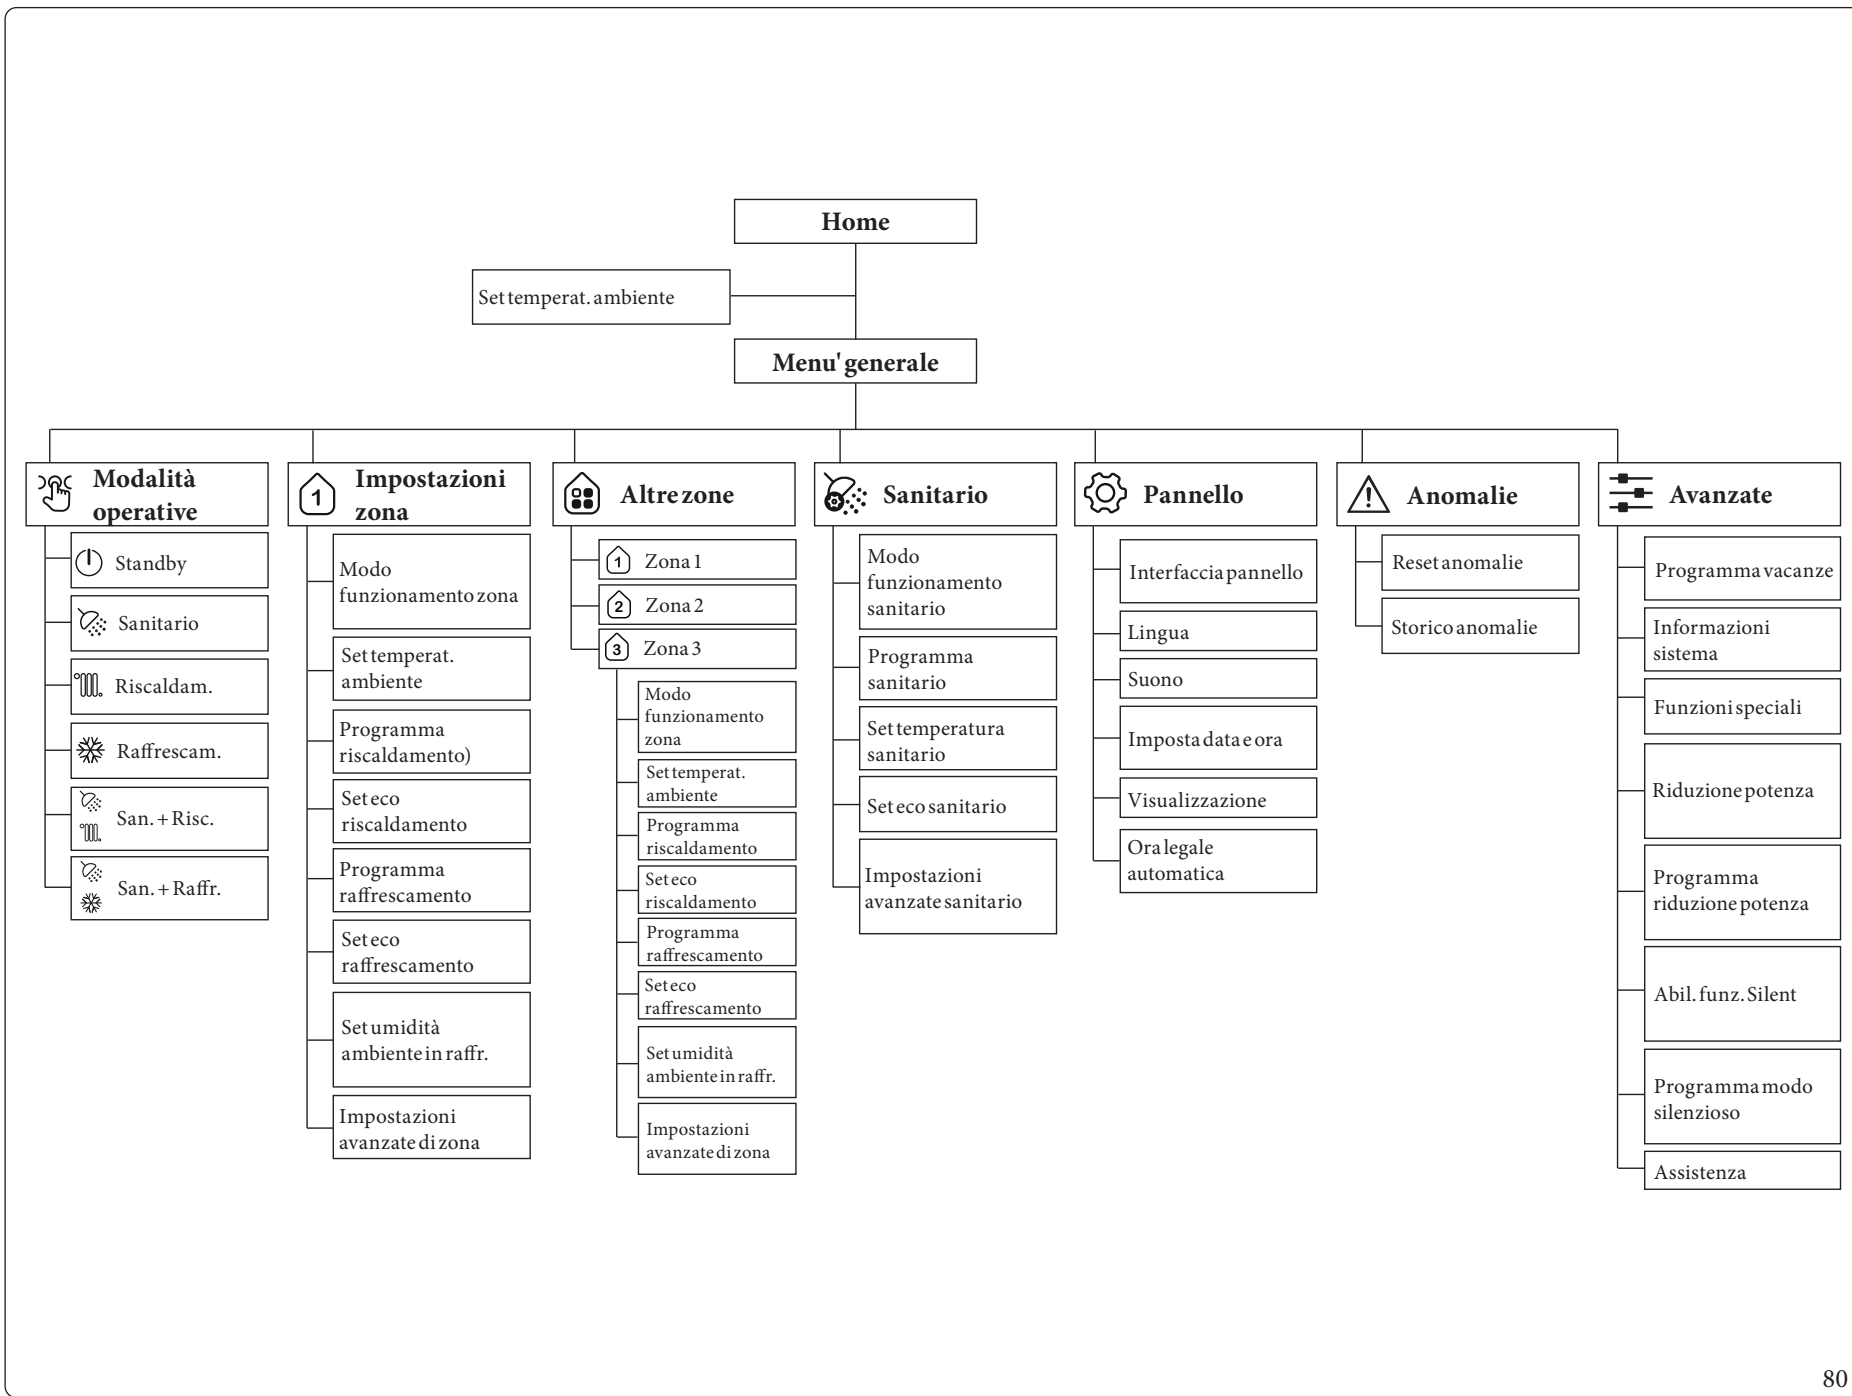 Home
Set temperat. ambiente
Menu' generale
Modalità
operative
Standby
Sanitario
Riscaldam.
Raffrescam.
San. + Risc.
San. + Raffr.
1
Impostazioni
zona
Modo
funzionamento zona
Set temperat.
ambiente
Programma
riscaldamento)
Set eco
riscaldamento
Programma
raffrescamento
Set eco
raffrescamento
Set umidità
ambiente in raffr.
Impostazioni
avanzate di zona
Altre zone
1 Zona 1
2 Zona 2
3 Zona 3
Modo
funzionamento
zona
Set temperat.
ambiente
Programma
riscaldamento
Set eco
riscaldamento
Programma
raffrescamento
Set eco
raffrescamento
Set umidità
ambiente in raffr.
Impostazioni
avanzate di zona
Sanitario
Modo
funzionamento
sanitario
Programma
sanitario
Set temperatura
sanitario
Set eco sanitario
Impostazioni
avanzate sanitario
Pannello
Interfaccia pannello
Lingua
Suono
Imposta data e ora
Visualizzazione
Ora legale
automatica
Anomalie
Reset anomalie
Storico anomalie
Avanzate
Programma vacanze
Informazioni
sistema
Funzioni speciali
Riduzione potenza
Programma
riduzione potenza
Abil. funz. Silent
Programma modo
silenzioso
Assistenza
80